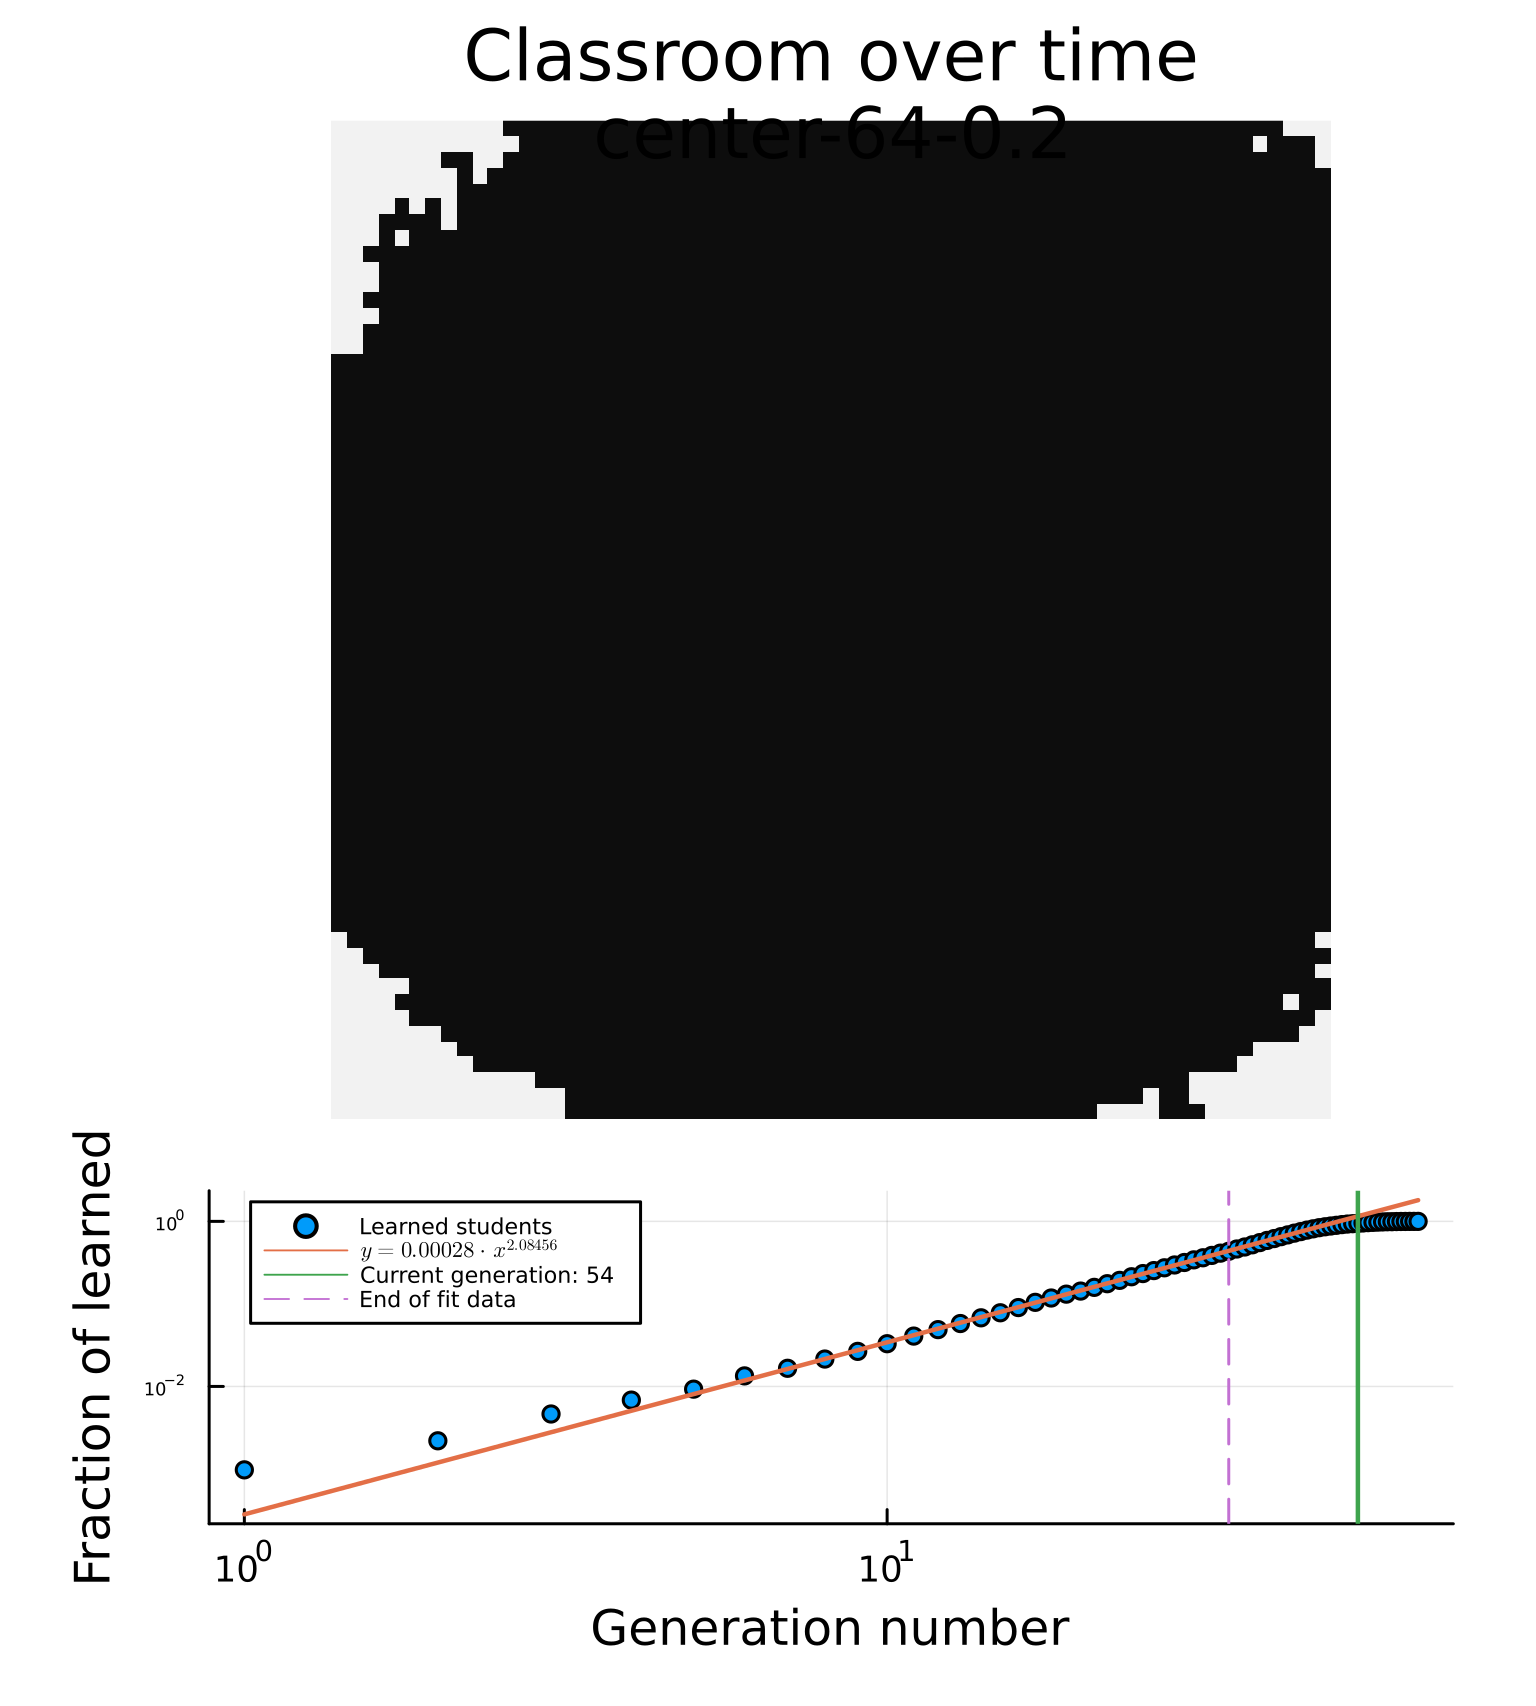 Classroom over time
center-64-0.2
Fraction of learned
10⁰
10⁻²
Learned students
y = 0.00028 · x^2.08456
Current generation: 54
End of fit data
10⁰ 10¹
Generation number